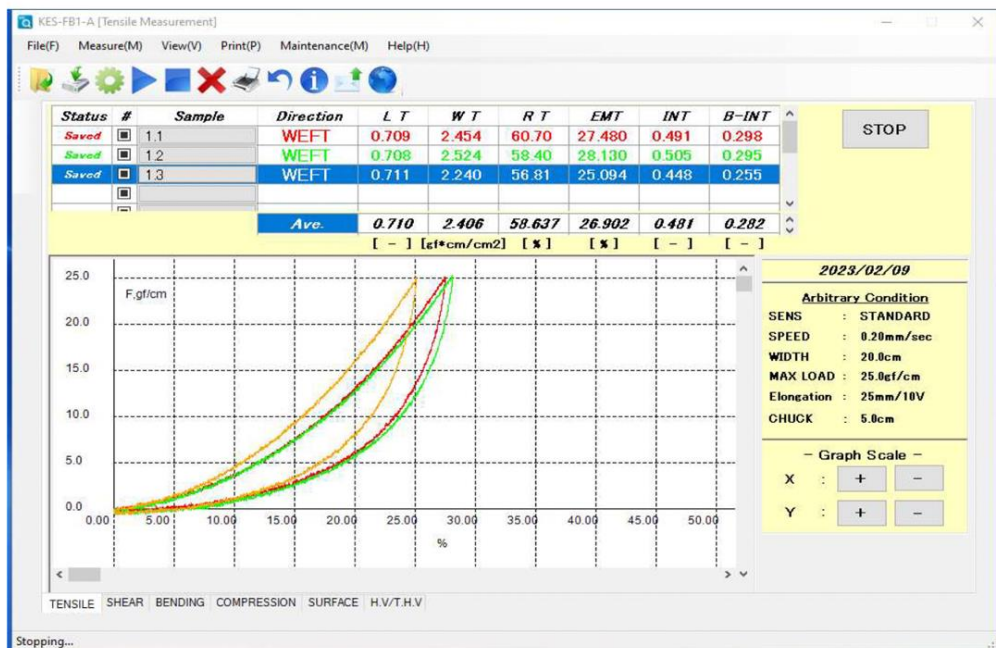 KES-FB1-A [Tensile Measurement]
File(F) Measure(M) View(V) Print(P) Maintenance(M) Help(H)
Status # Sample Direction L T W T R T EMT INT B-INT
Saved 1.1 WEFT 0.709 2.454 60.70 27.480 0.491 0.298
Saved 1.2 WEFT 0.708 2.524 58.40 28.130 0.505 0.295
Saved 1.3 WEFT 0.711 2.240 56.81 25.094 0.448 0.255
Ave. 0.710 2.406 58.637 26.902 0.481 0.282
[ - ] [gf*cm/cm2] [ % ] [ % ] [ - ] [ - ]
STOP
25.0
F,gf/cm
20.0
15.0
10.0
5.0
0.0
0.00 5.00 10.00 15.00 20.00 25.00 30.00 35.00 40.00 45.00 50.00
%
2023/02/09
Arbitrary Condition
SENS : STANDARD
SPEED : 0.20mm/sec
WIDTH : 20.0cm
MAX LOAD : 25.0gf/cm
Elongation : 25mm/10V
CHUCK : 5.0cm
- Graph Scale -
X : + -
Y : + -
TENSILE SHEAR BENDING COMPRESSION SURFACE H.V/T.H.V
Stopping...